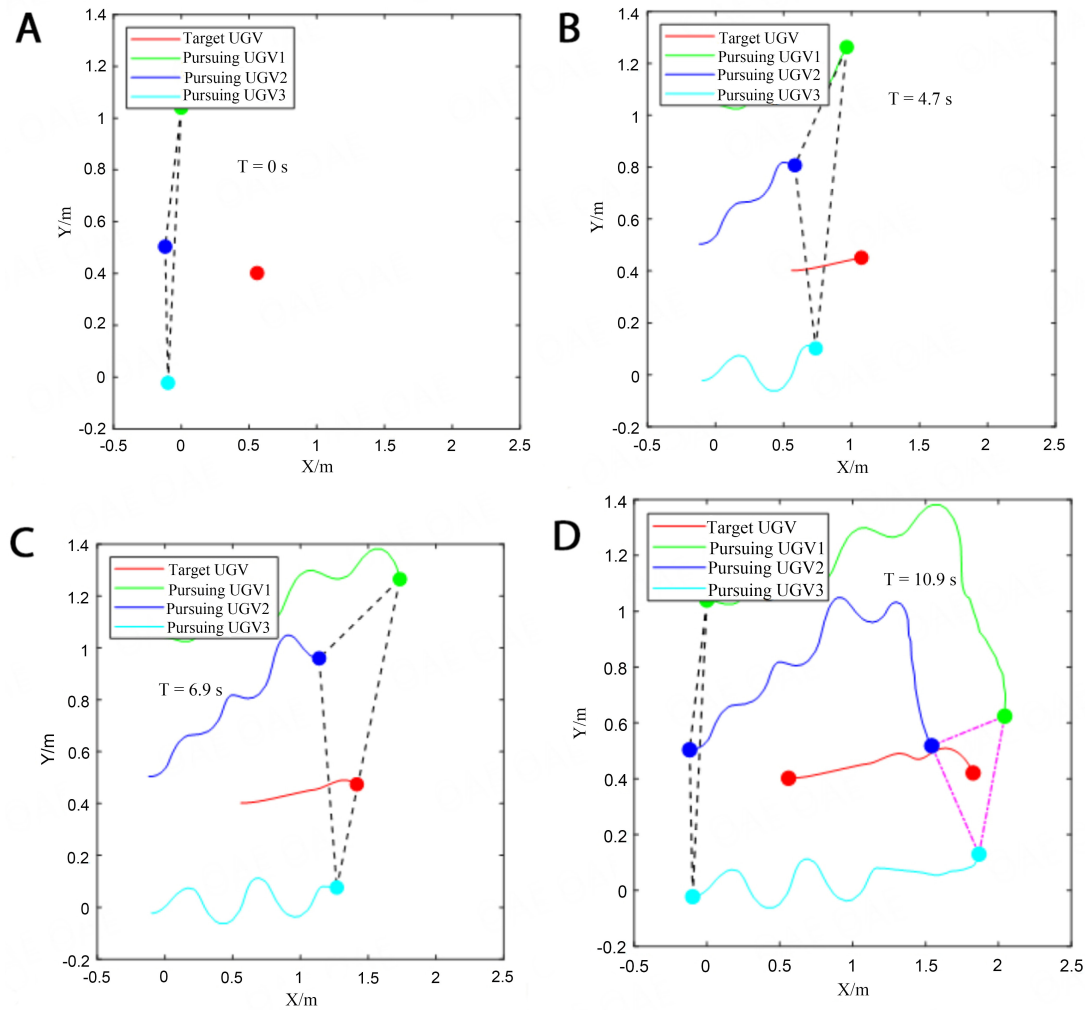 A
Target UGV
Pursuing UGV1
Pursuing UGV2
Pursuing UGV3
T = 0 s
1.4
1.2
1
0.8
0.6
0.4
0.2
0
-0.2
Y/m
-0.5
0
0.5
1
1.5
2
2.5
X/m
B
Target UGV
Pursuing UGV1
Pursuing UGV2
Pursuing UGV3
T = 4.7 s
1.4
1.2
1
0.8
0.6
0.4
0.2
0
-0.2
Y/m
-0.5
0
0.5
1
1.5
2
2.5
X/m
C
Target UGV
Pursuing UGV1
Pursuing UGV2
Pursuing UGV3
T = 6.9 s
1.4
1.2
1
0.8
0.6
0.4
0.2
0
-0.2
Y/m
-0.5
0
0.5
1
1.5
2
2.5
X/m
D
Target UGV
Pursuing UGV1
Pursuing UGV2
Pursuing UGV3
T = 10.9 s
1.4
1.2
1
0.8
0.6
0.4
0.2
0
-0.2
Y/m
-0.5
0
0.5
1
1.5
2
2.5
X/m